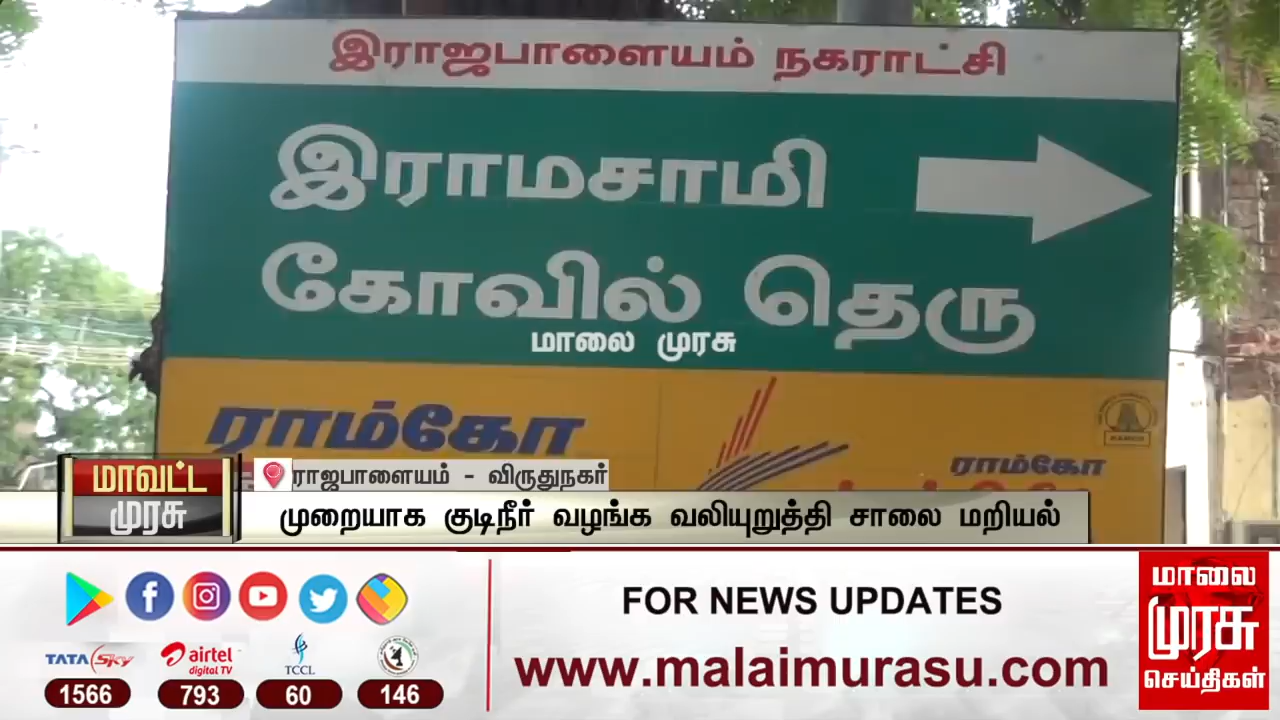 இராஜபாளையம் நகராட்சி
இராமசாமி
கோவில் தெரு
மாலை முரசு
ராம்கோ
ராம்கோ
மாவட்ட
முரசு
ராஜபாளையம் - விருதுநகர்
முறையாக குடிநீர் வழங்க வலியுறுத்தி சாலை மறியல்
FOR NEWS UPDATES
www.malaimurasu.com
TATA Sky
1566
airtel
digital TV
793
TCCL
60
146
மாலை
முரசு
செய்திகள்